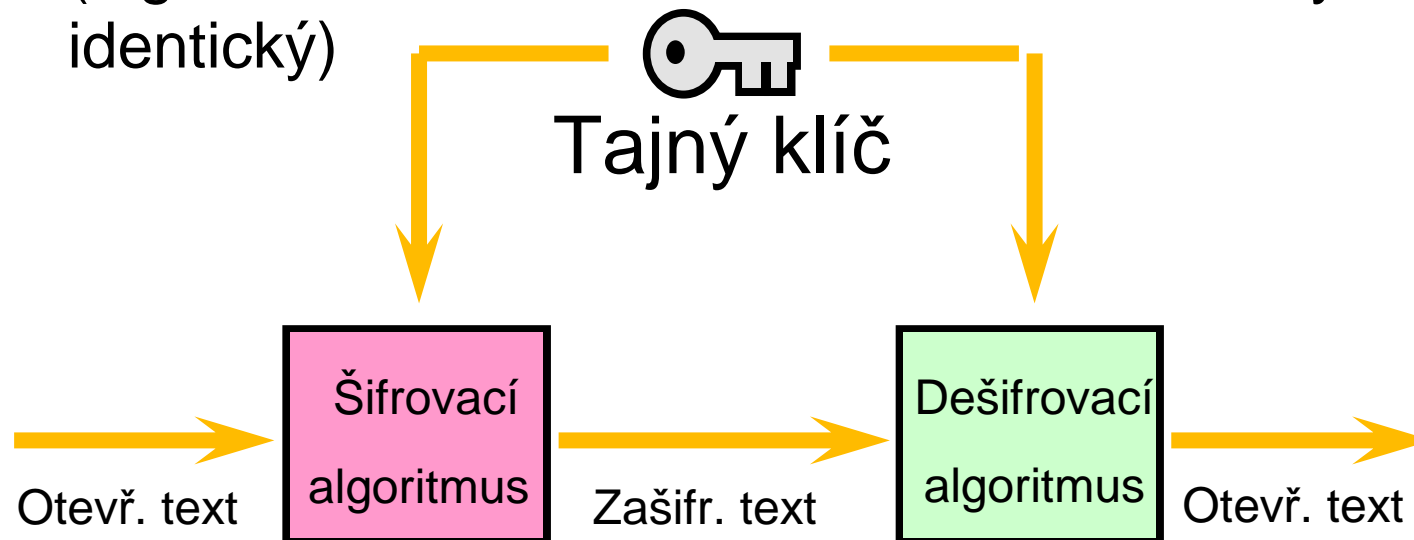 identický)
Tajný klíč
Šifrovací
algoritmus
Dešifrovací
algoritmus
Otevř. text
Zašifr. text
Otevř. text